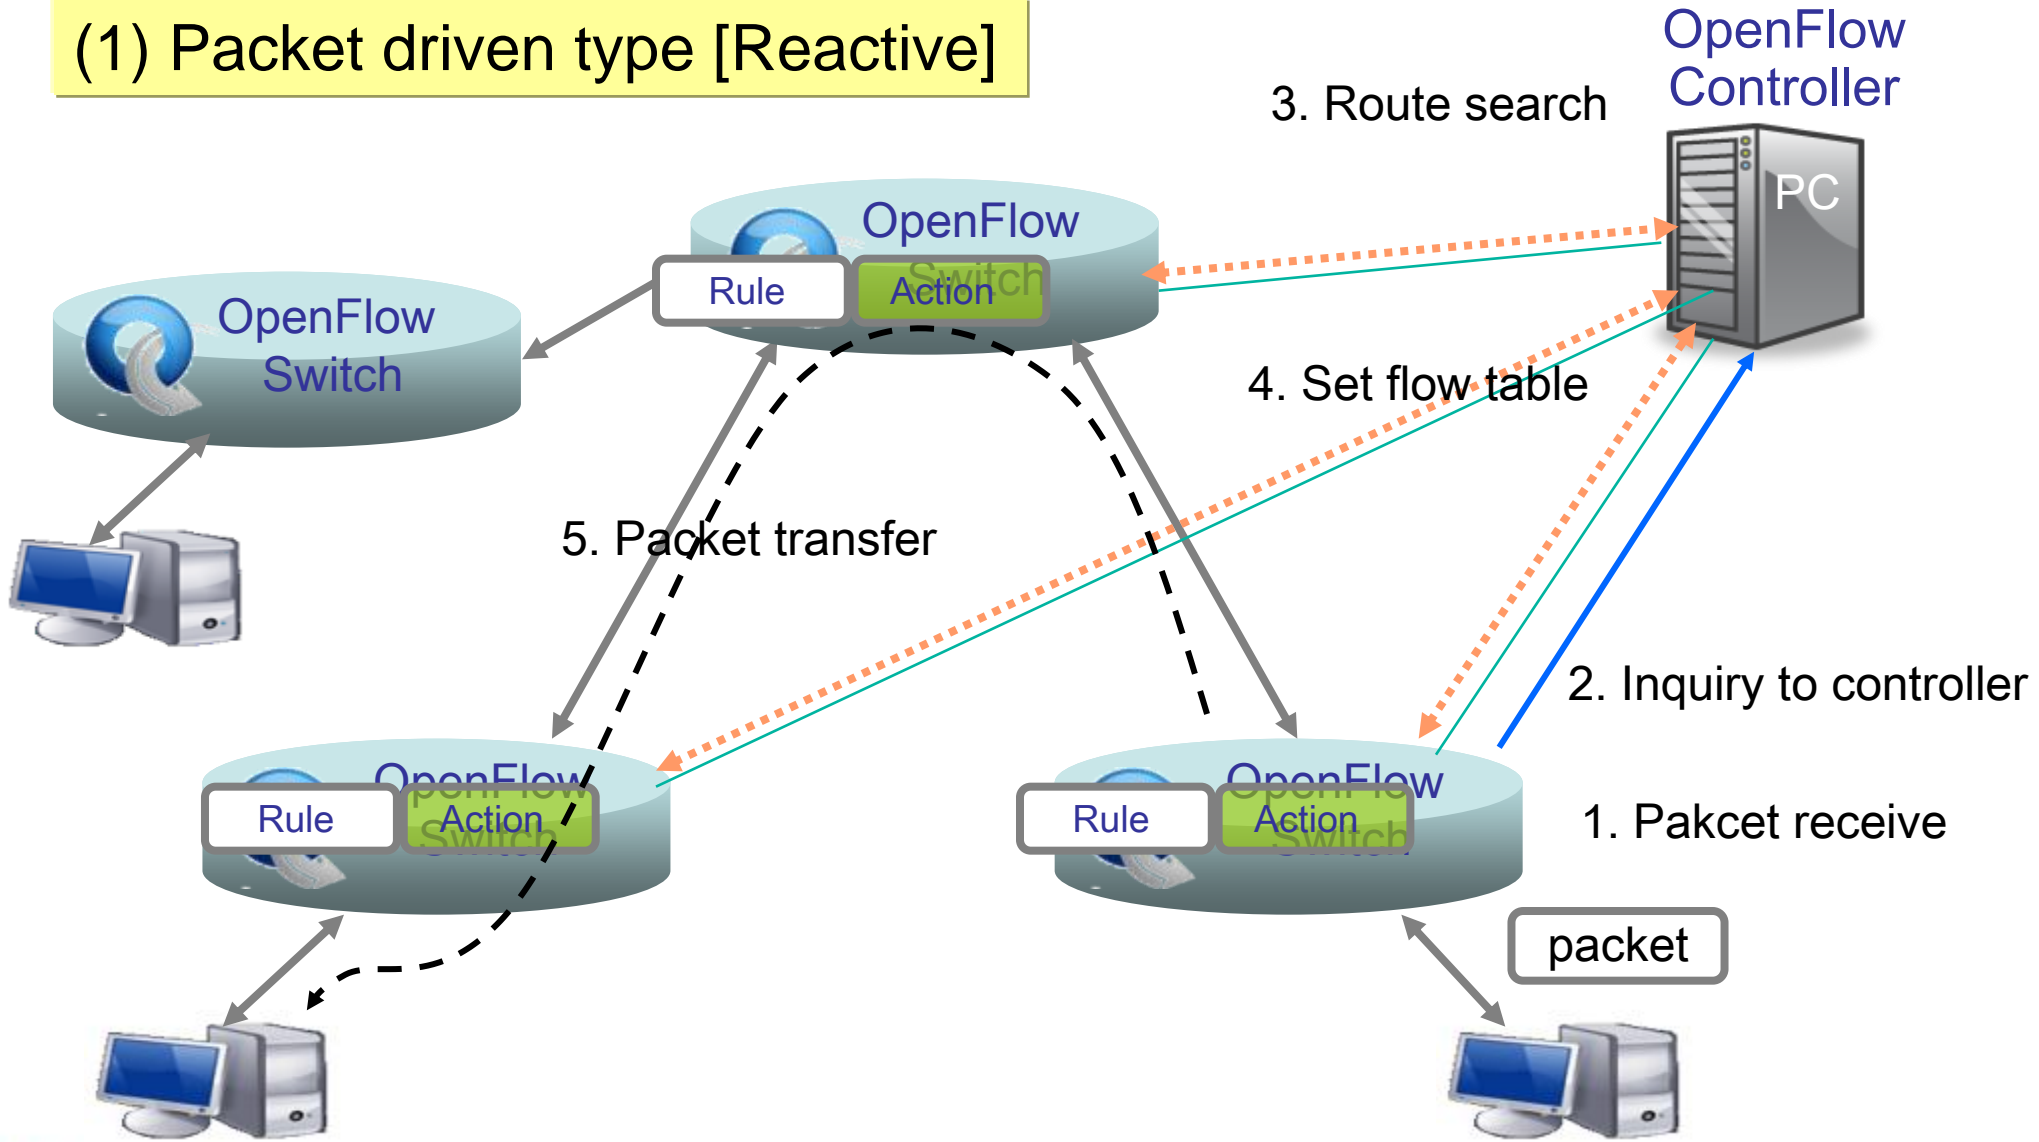 (1) Packet driven type [Reactive]
OpenFlow
Controller
3. Route search
PC
OpenFlow
Switch
Rule
Action
OpenFlow
Switch
4. Set flow table
5. Packet transfer
2. Inquiry to controller
OpenFlow
Switch
Rule
Action
OpenFlow
Switch
Rule
Action
1. Pakcet receive
packet